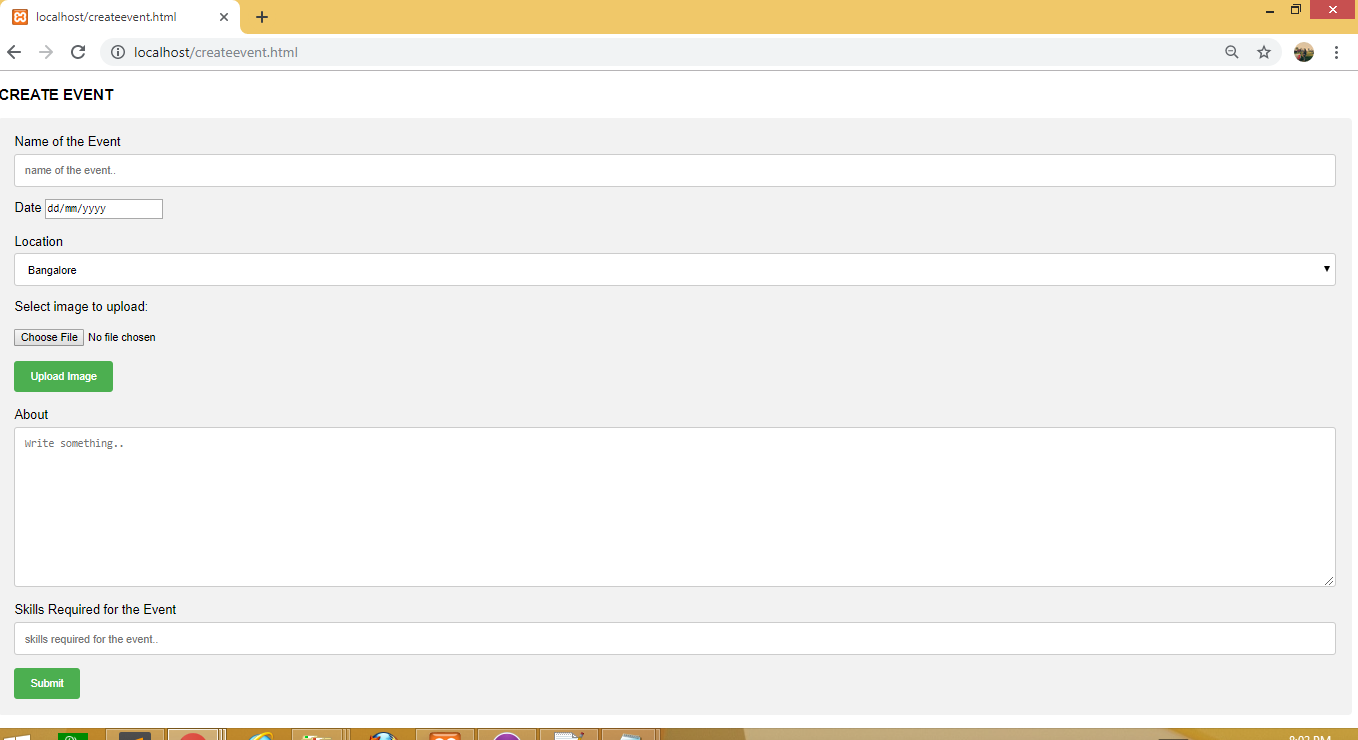 localhost/createevent.html
localhost/createevent.html
CREATE EVENT
Name of the Event
name of the event..
Date dd/mm/yyyy
Location
Bangalore
Select image to upload:
Choose File No file chosen
Upload Image
About
Write something..
Skills Required for the Event
skills required for the event..
Submit